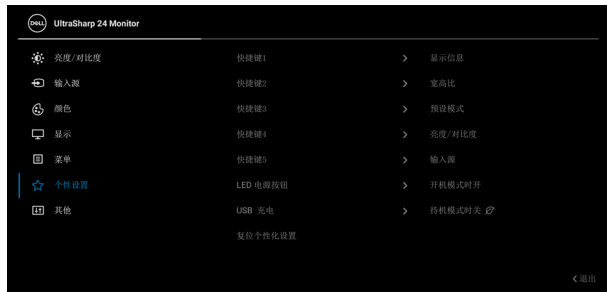 DELL UltraSharp 24 Monitor
亮度/对比度 快捷键1 显示信息
输入源 快捷键2 宽高比
颜色 快捷键3 预设模式
显示 快捷键4 亮度/对比度
菜单 快捷键5 输入源
个性设置 LED 电源按钮 开机模式时开
其他 USB 充电 待机模式时关
复位个性化设置
退出